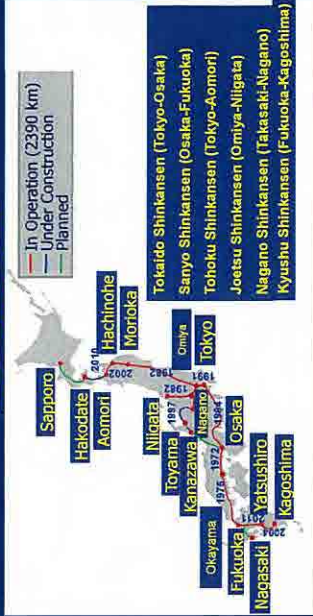 In Operation (2390 km)
Under Construction
Planned
Sapporo
Hakodate
Aomori
2010
Hachinohe
Morioka
2002
1982
Niigata
Toyama
Kanazawa
1997
1982
Omiya
Nagano
Tokyo
1991
1964
Osaka
1972
1975
Okayama
Fukuoka
Nagasaki
2011
Yatsushiro
2004
Kagoshima
Tokaido Shinkansen (Tokyo-Osaka)
Sanyo Shinkansen (Osaka-Fukuoka)
Tohoku Shinkansen (Tokyo-Aomori)
Joetsu Shinkansen (Omiya-Niigata)
Nagano Shinkansen (Takasaki-Nagano)
Kyushu Shinkansen (Fukuoka-Kagoshima)